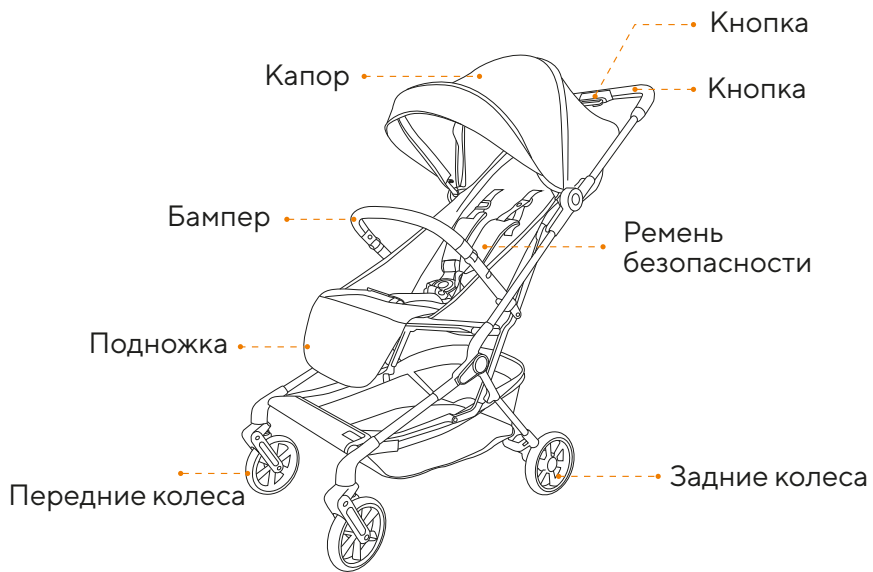 Кнопка
Капор
Кнопка
Бампер
Ремень
безопасности
Подножка
Задние колеса
Передние колеса